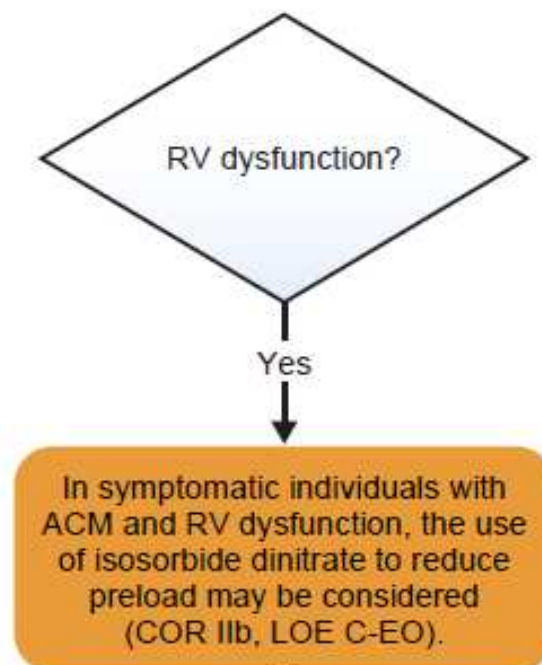 RV dysfunction?
Yes
In symptomatic individuals with
ACM and RV dysfunction, the use
of isosorbide dinitrate to reduce
preload may be considered
(COR IIb, LOE C-EO).